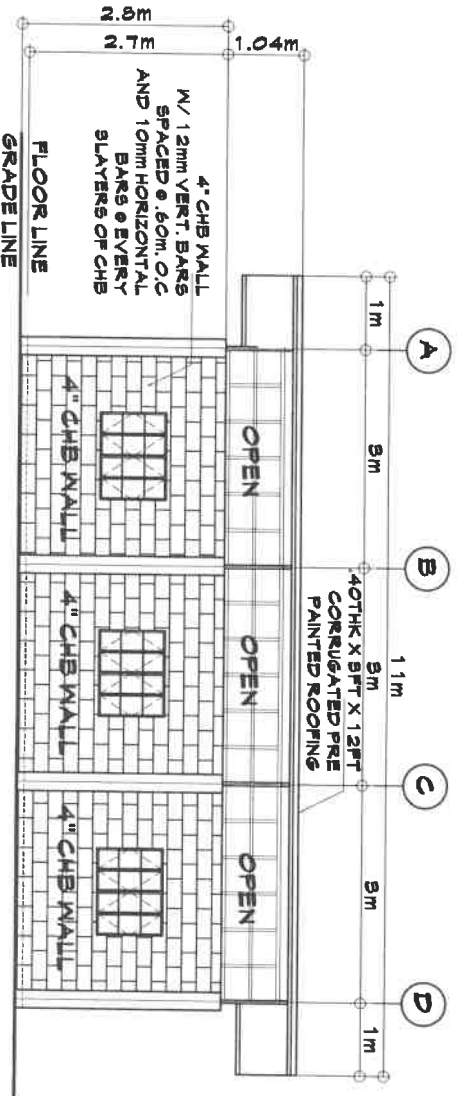 11m
1m
3m
3m
3m
1m
A
B
C
D
.40THK X 3FT X 12FT
CORRUGATED PRE
PAINTED ROOFING
1.04m
2.8m
2.7m
OPEN
OPEN
OPEN
4" CHB WALL
W/ 12mm VERT. BARS
SPACED @ .60m. O.C
AND 10mm HORIZONTAL
BARS @ EVERY
3LAYERS OF CHB
4" CHB WALL
4" CHB WALL
4" CHB WALL
FLOOR LINE
GRADE LINE